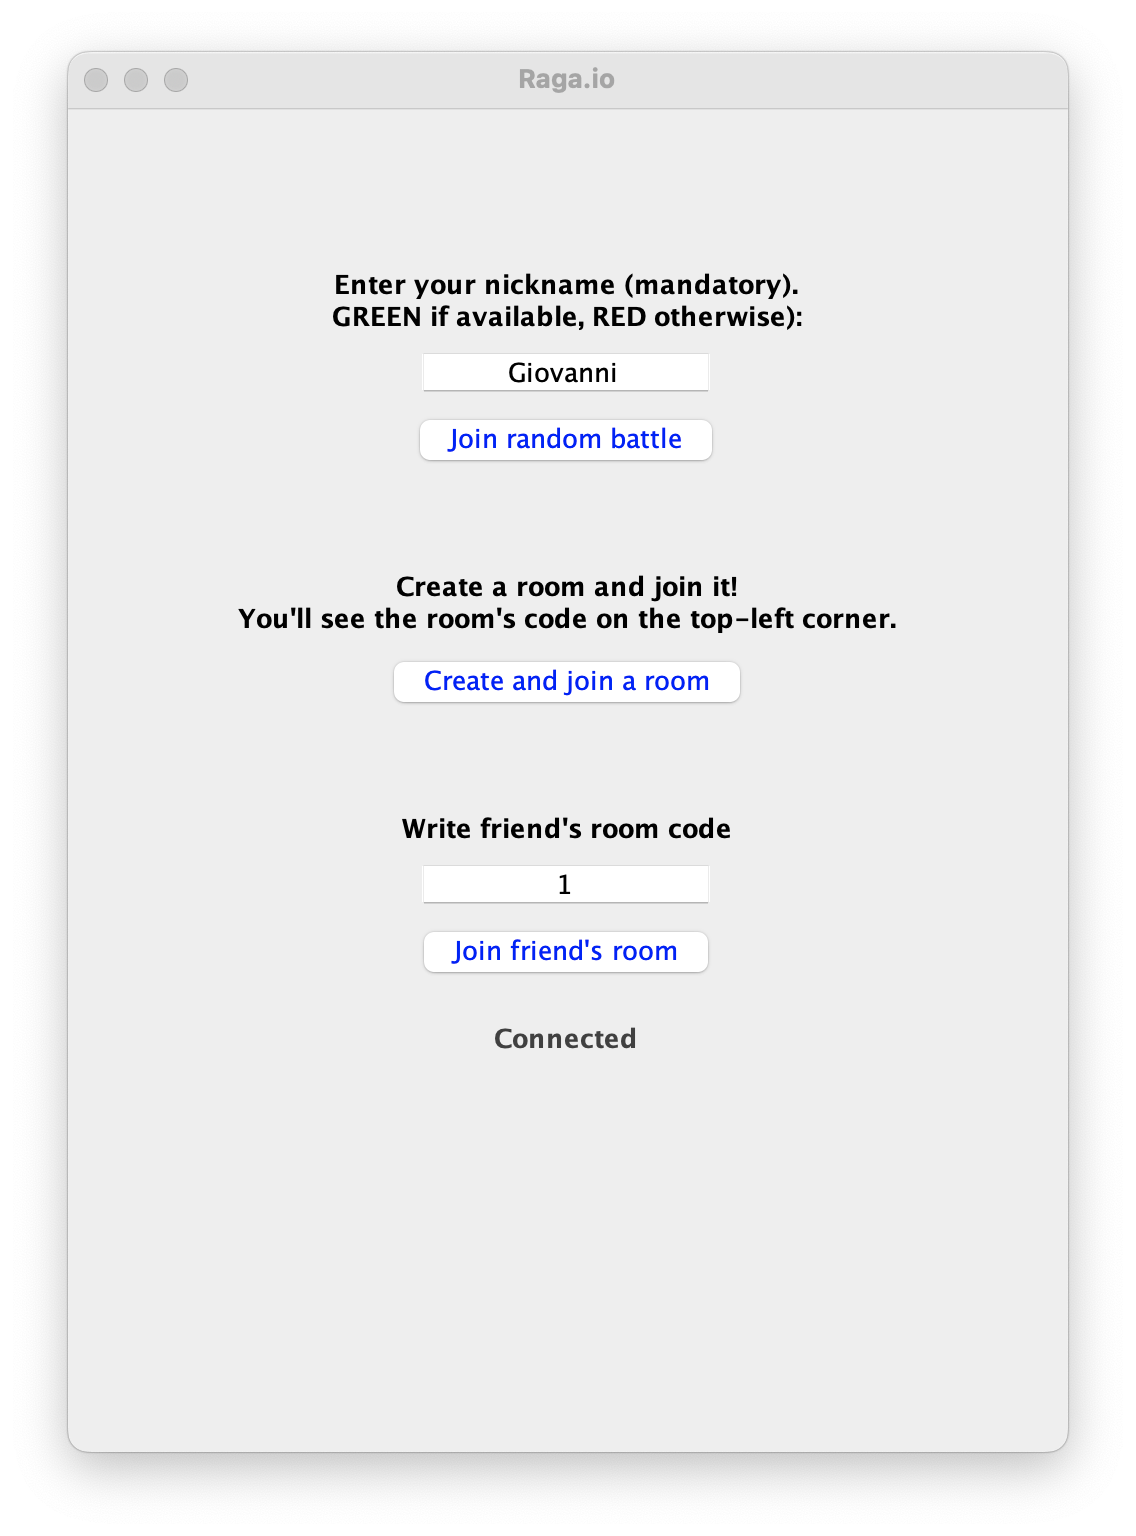 Raga.io
Enter your nickname (mandatory).
GREEN if available, RED otherwise):
Giovanni
Join random battle
Create a room and join it!
You'll see the room's code on the top-left corner.
Create and join a room
Write friend's room code
1
Join friend's room
Connected